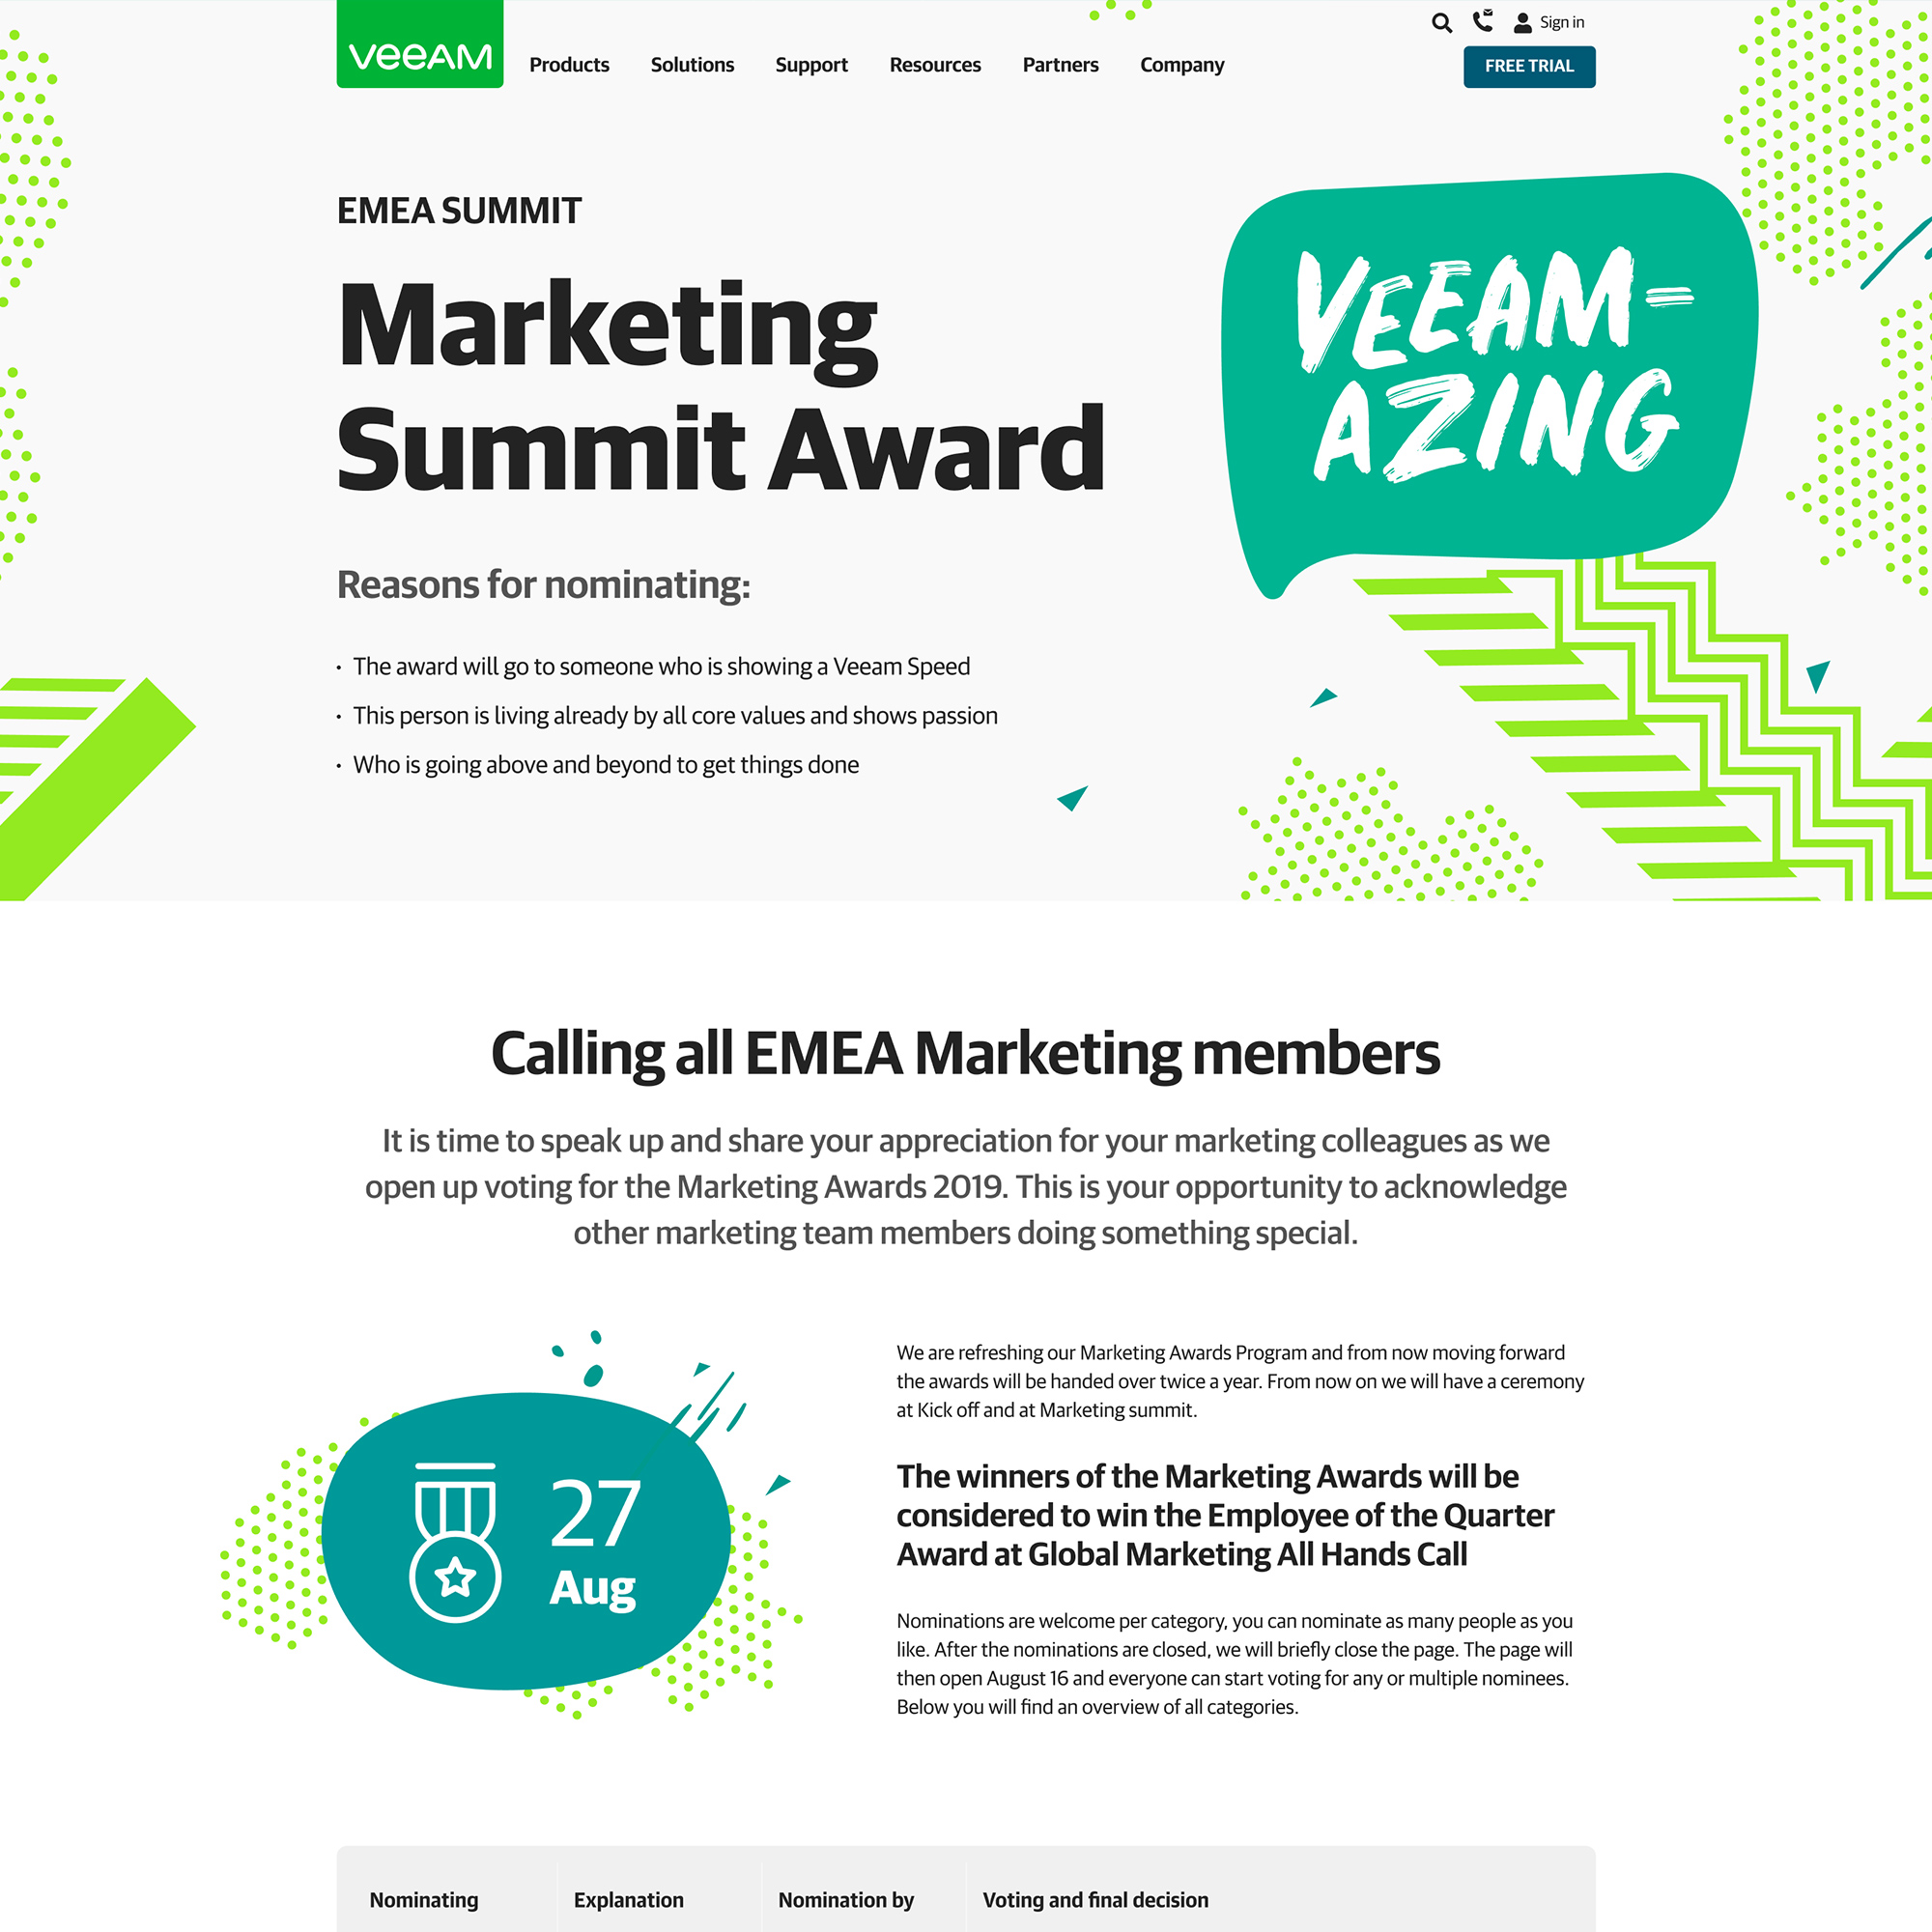 Sign in
veeAM
Products
Solutions
Support
Resources
Partners
Company
FREE TRIAL
EMEA SUMMIT
Marketing
Summit Award
VEEAM=
AZING
Reasons for nominating:
• The award will go to someone who is showing a Veeam Speed
• This person is living already by all core values and shows passion
• Who is going above and beyond to get things done
Calling all EMEA Marketing members
It is time to speak up and share your appreciation for your marketing colleagues as we
open up voting for the Marketing Awards 2019. This is your opportunity to acknowledge
other marketing team members doing something special.
27
Aug
We are refreshing our Marketing Awards Program and from now moving forward
the awards will be handed over twice a year. From now on we will have a ceremony
at Kick off and at Marketing summit.
The winners of the Marketing Awards will be
considered to win the Employee of the Quarter
Award at Global Marketing All Hands Call
Nominations are welcome per category, you can nominate as many people as you
like. After the nominations are closed, we will briefly close the page. The page will
then open August 16 and everyone can start voting for any or multiple nominees.
Below you will find an overview of all categories.
Nominating
Explanation
Nomination by
Voting and final decision